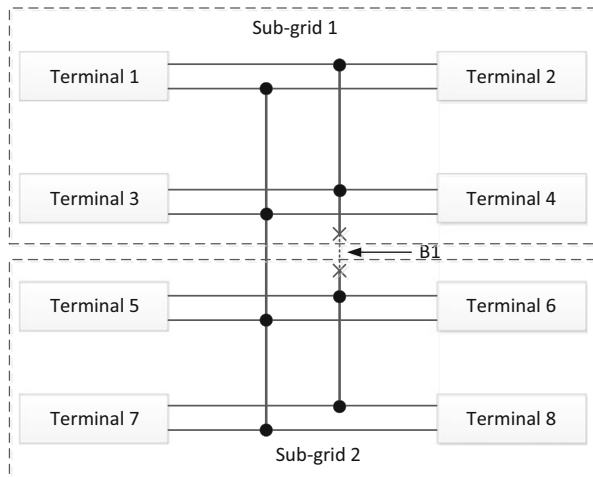 Sub-grid 1
Terminal 1
Terminal 2
Terminal 3
Terminal 4
B1
Terminal 5
Terminal 6
Terminal 7
Terminal 8
Sub-grid 2